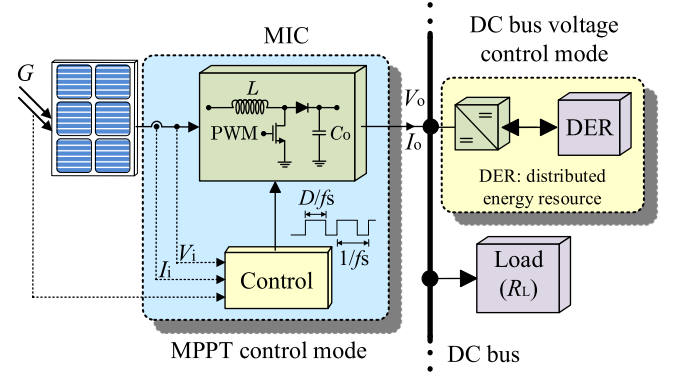 MIC
DC bus voltage
control mode
G
L
PWM
Co
Vo
Io
DER
DER: distributed
energy resource
D/fs
1/fs
Vi
Ii
Control
Load
(RL)
MPPT control mode
DC bus